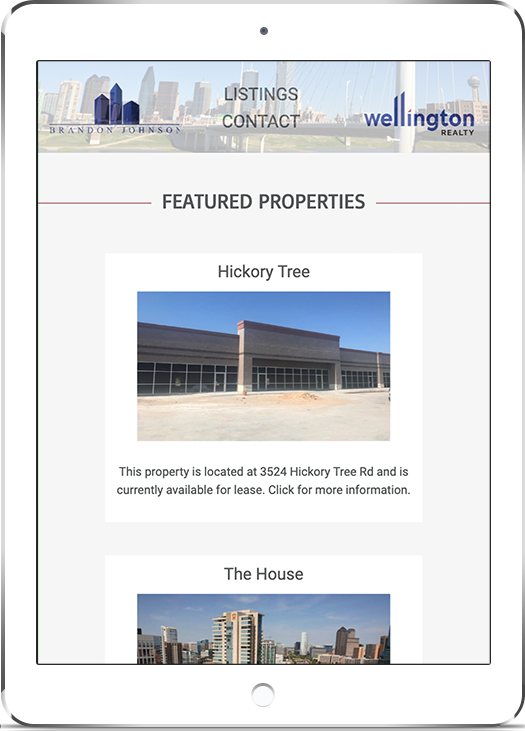 LISTINGS
CONTACT
BRANDON JOHNSON
wellington
REALTY
FEATURED PROPERTIES
Hickory Tree
This property is located at 3524 Hickory Tree Rd and is
currently available for lease. Click for more information.
The House